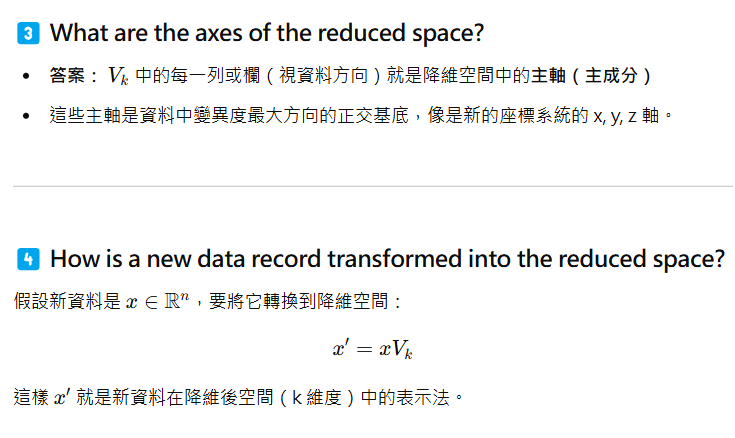 3 What are the axes of the reduced space?
• 答案： Vₖ 中的每一列或欄（視資料方向）就是降維空間中的主軸（主成分）
• 這些主軸是資料中變異度最大方向的正交基底，像是新的座標系統的 x, y, z 軸。
4 How is a new data record transformed into the reduced space?
假設新資料是 x ∈ ℝⁿ，要將它轉換到降維空間：
x′ = xVₖ
這樣 x′ 就是新資料在降維後空間（k 維度）中的表示法。